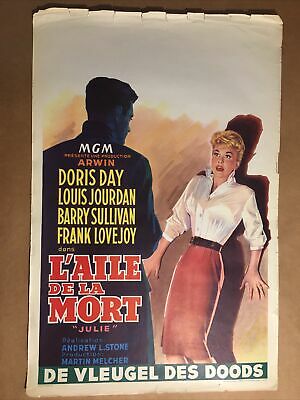 MGM
PRÉSENTE UNE PRODUCTION
ARWIN
DORIS DAY
LOUIS JOURDAN
BARRY SULLIVAN
FRANK LOVEJOY
dans
L'AILE
DE LA
MORT
"JULIE"
Réalisation:
ANDREW L. STONE
Production:
MARTIN MELCHER
DE VLEUGEL DES DOODS